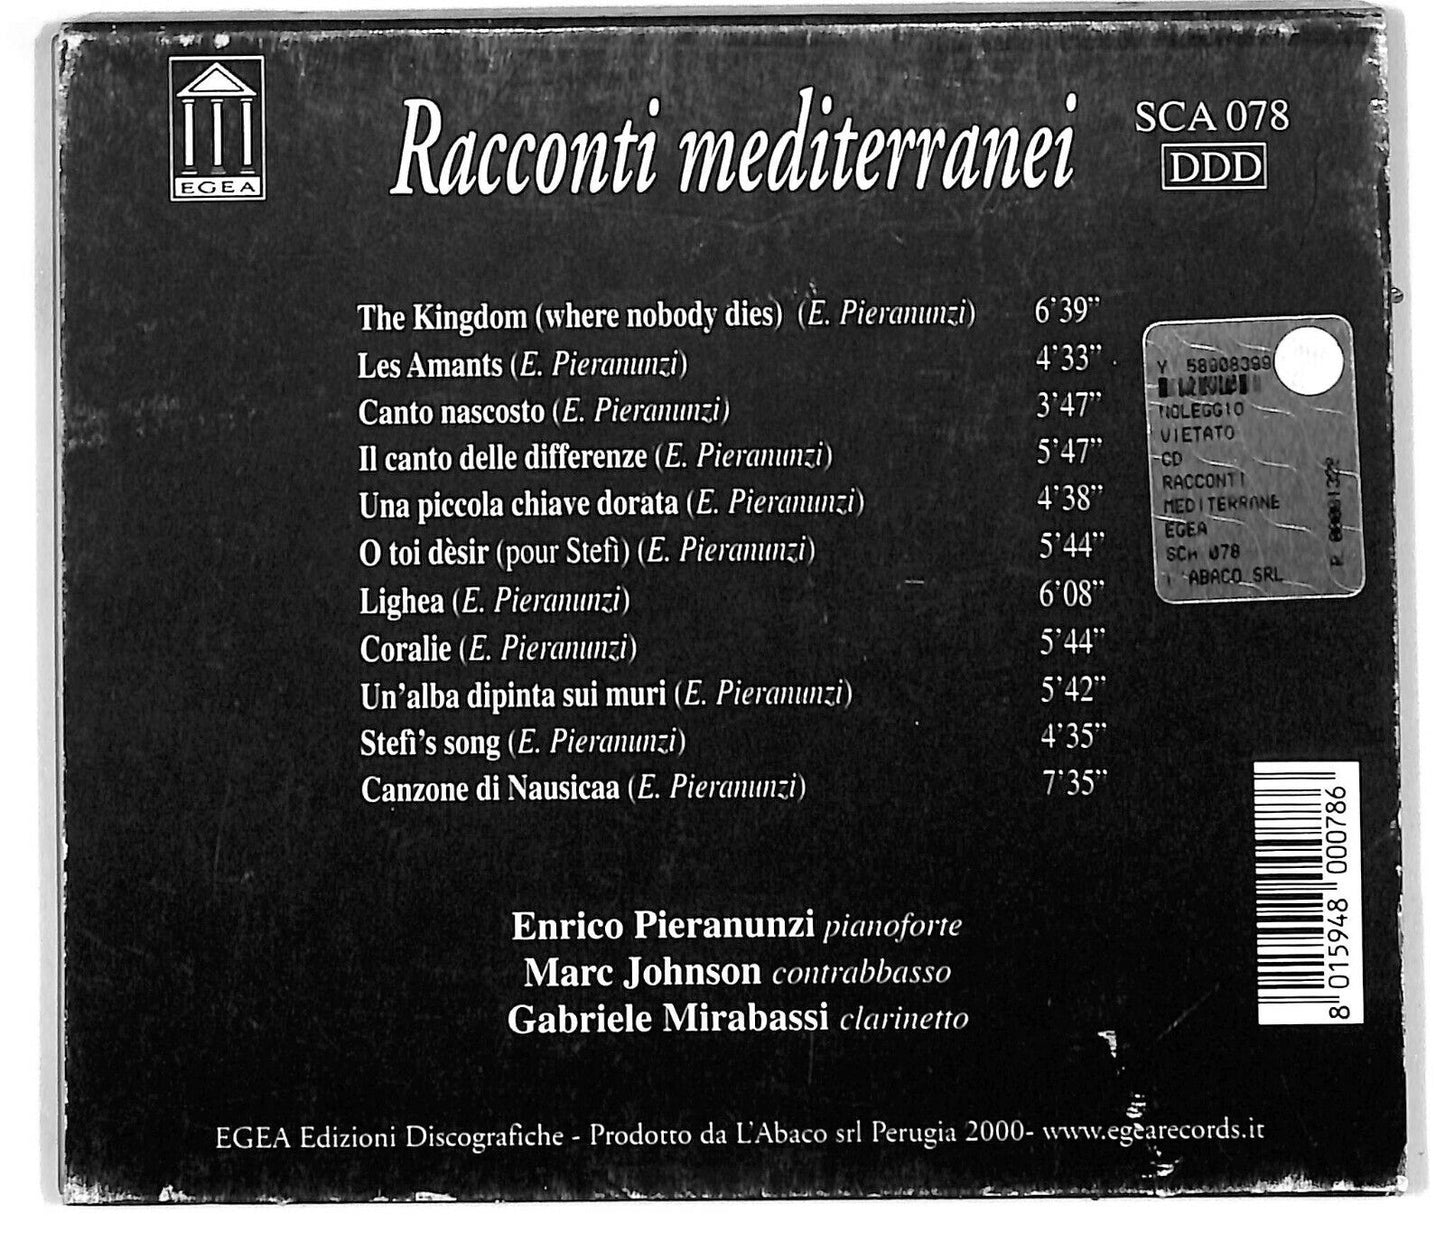 EGEA
Racconti mediterranei
SCA 078
DDD
The Kingdom (where nobody dies) (E. Pieranunzi) 6'39"
Les Amants (E. Pieranunzi) 4'33"
Canto nascosto (E. Pieranunzi) 3'47"
Il canto delle differenze (E. Pieranunzi) 5'47"
Una piccola chiave dorata (E. Pieranunzi) 4'38"
O toi dèsir (pour Stefì) (E. Pieranunzi) 5'44"
Lighea (E. Pieranunzi) 6'08"
Coralie (E. Pieranunzi) 5'44"
Un'alba dipinta sui muri (E. Pieranunzi) 5'42"
Stefì's song (E. Pieranunzi) 4'35"
Canzone di Nausicaa (E. Pieranunzi) 7'35"
Y 58908399
NOLEGGIO
VIETATO
CD
RACCONTI
MEDITERRANE
EGEA
078
ABACO SRL
8 015948 000786
Enrico Pieranunzi pianoforte
Marc Johnson contrabbasso
Gabriele Mirabassi clarinetto
EGEA Edizioni Discografiche - Prodotto da L'Abaco srl Perugia 2000- www.egearecords.it